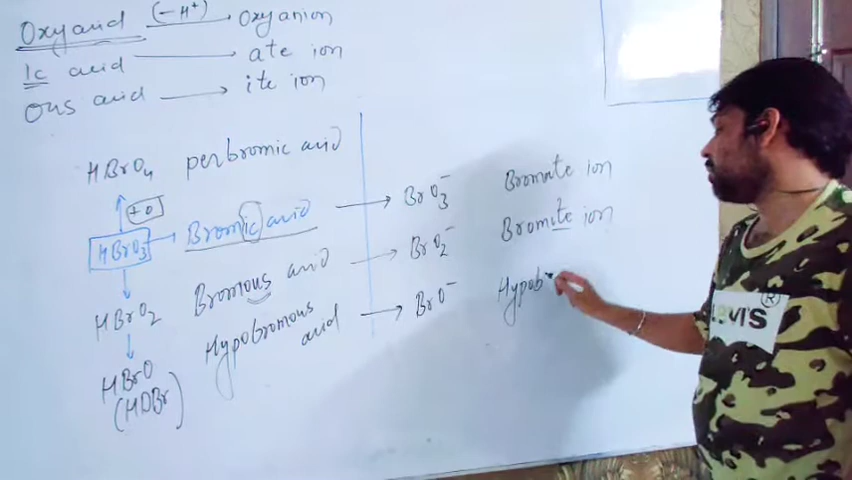 Oxyacid (-H⁺) → Oxyanion
Ic acid → ate ion
Ous acid → ite ion
HBrO₄ perbromic acid
+O
HBrO₃ → Bromic acid → BrO₃⁻ Bromate ion
HBrO₂ Bromous acid → BrO₂⁻ Bromite ion
HBrO Hypobromous acid → BrO⁻ Hypob
(HOBr)
LBMS®